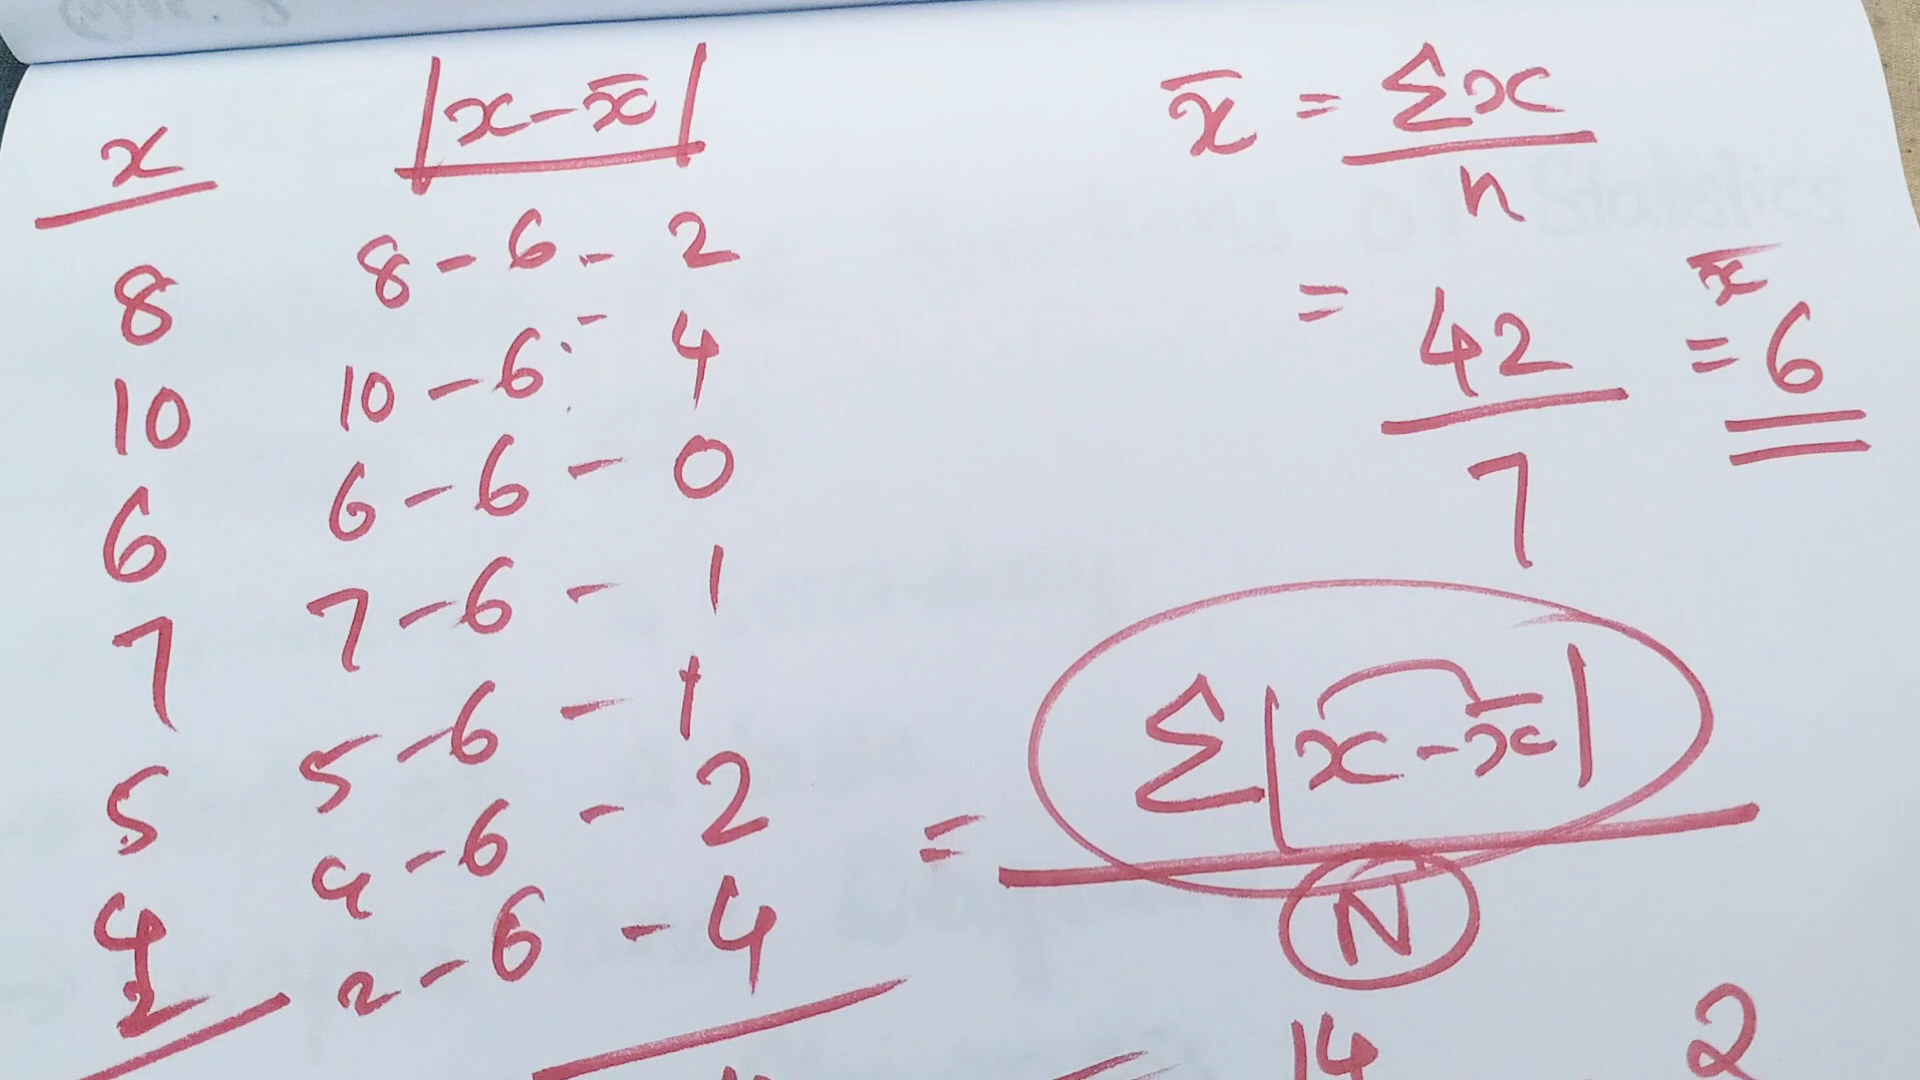 x |x-x̄|
8 8-6-2
10 10-6-4
6 6-6-0
7 7-6-1
5 5-6-1
4 4-6-2
2 2-6-4
x̄ = Σx
n
= 42 x̄ = 6
7
= Σ|x-x̄|
N
14 2